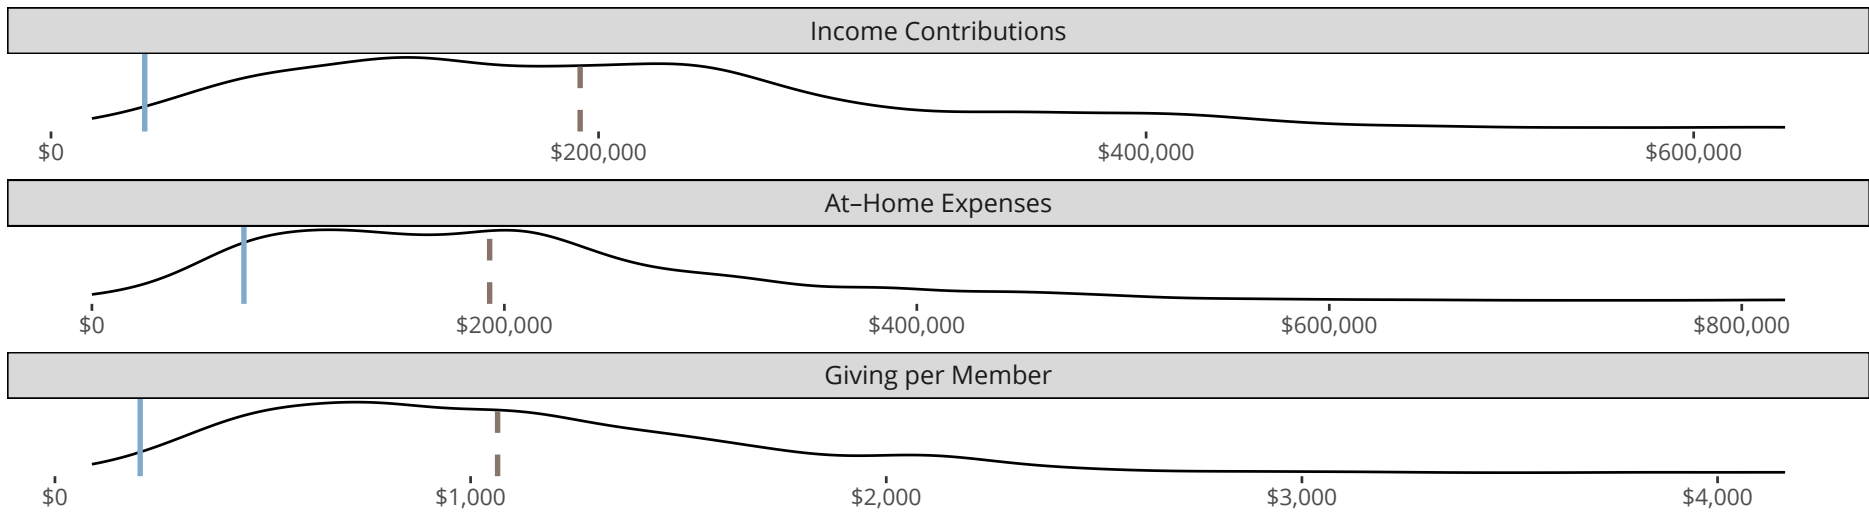 Income Contributions
$0 $200,000 $400,000 $600,000
At–Home Expenses
$0 $200,000 $400,000 $600,000 $800,000
Giving per Member
$0 $1,000 $2,000 $3,000 $4,000